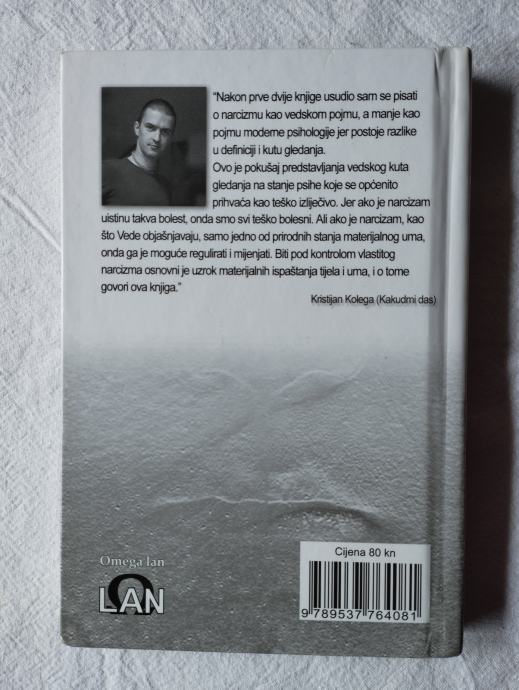 “Nakon prve dvije knjige usudio sam se pisati
o narcizmu kao vedskom pojmu, a manje kao
pojmu moderne psihologije jer postoje razlike
u definiciji i kutu gledanja.
Ovo je pokušaj predstavljanja vedskog kuta
gledanja na stanje psihe koje se općenito
prihvaća kao teško izlječivo. Jer ako je narcizam
uistinu takva bolest, onda smo svi teško bolesni. Ali ako je narcizam, kao
što Vede objašnjavaju, samo jedno od prirodnih stanja materijalnog uma,
onda ga je moguće regulirati i mijenjati. Biti pod kontrolom vlastitog
narcizma osnovni je uzrok materijalnih ispaštanja tijela i uma, i o tome
govori ova knjiga.”
Kristijan Kolega (Kakudmi das)
Omega lan
Ω
LAN
Cijena 80 kn
9 789537 764081